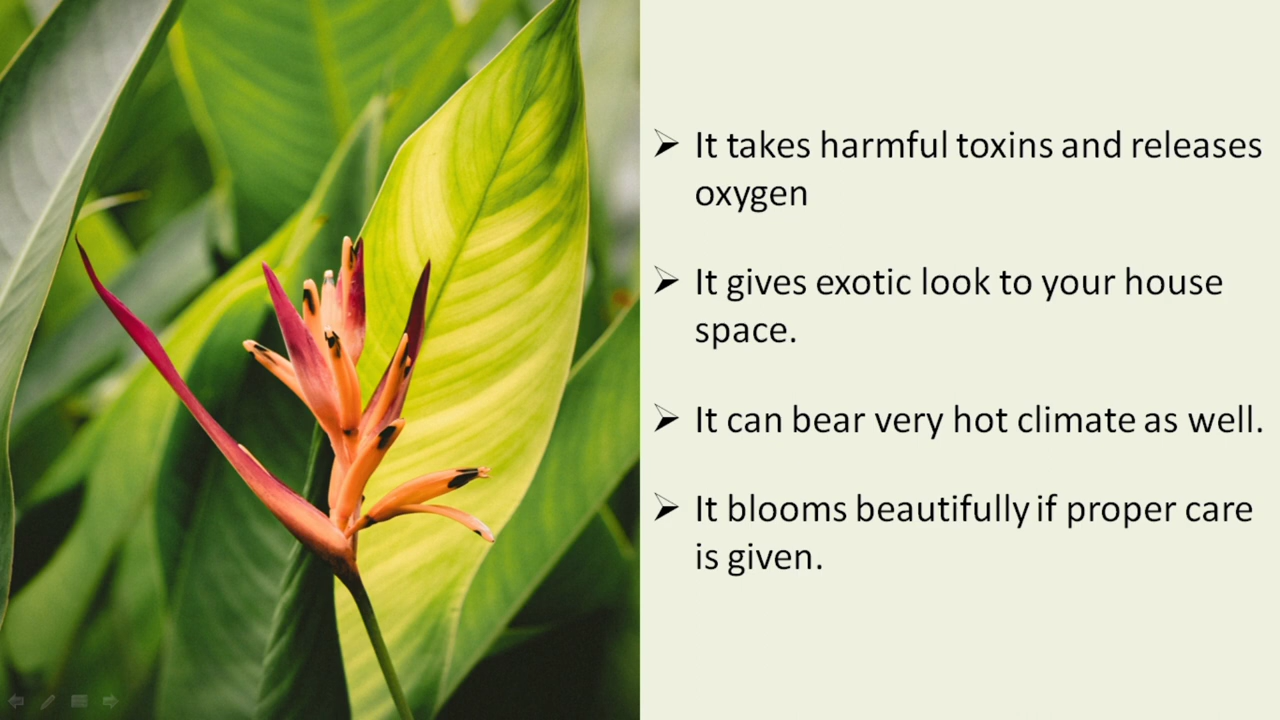 It takes harmful toxins and releases
oxygen
It gives exotic look to your house
space.
It can bear very hot climate as well.
It blooms beautifully if proper care
is given.